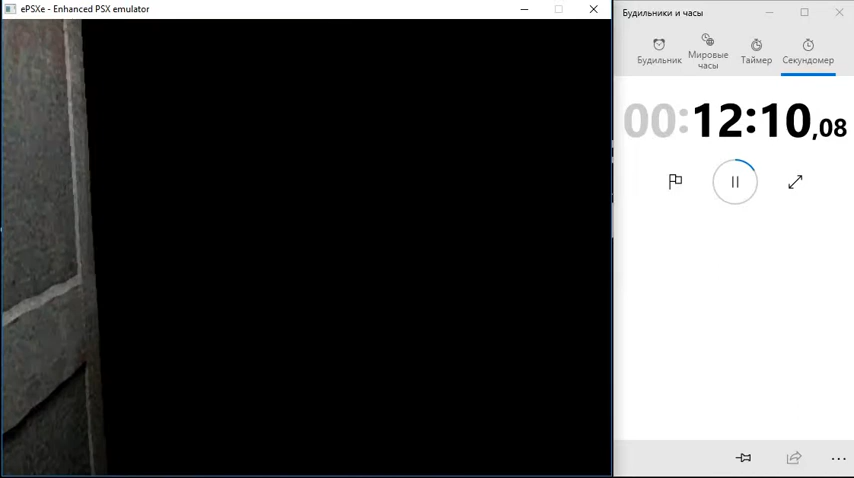 ePSXe - Enhanced PSX emulator
Будильники и часы
Будильник
Мировые часы
Таймер
Секундомер
00:12:10,08